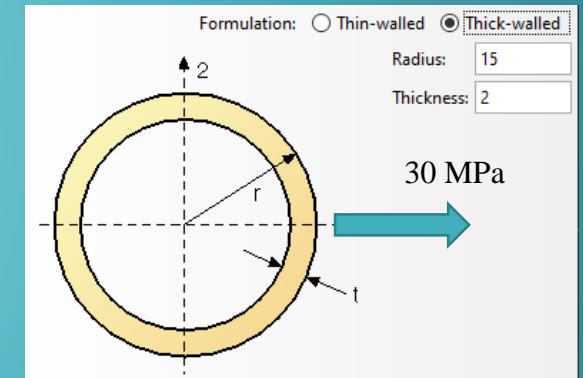 Formulation: Thin-walled Thick-walled
Radius: 15
Thickness: 2
2
30 MPa
r
t